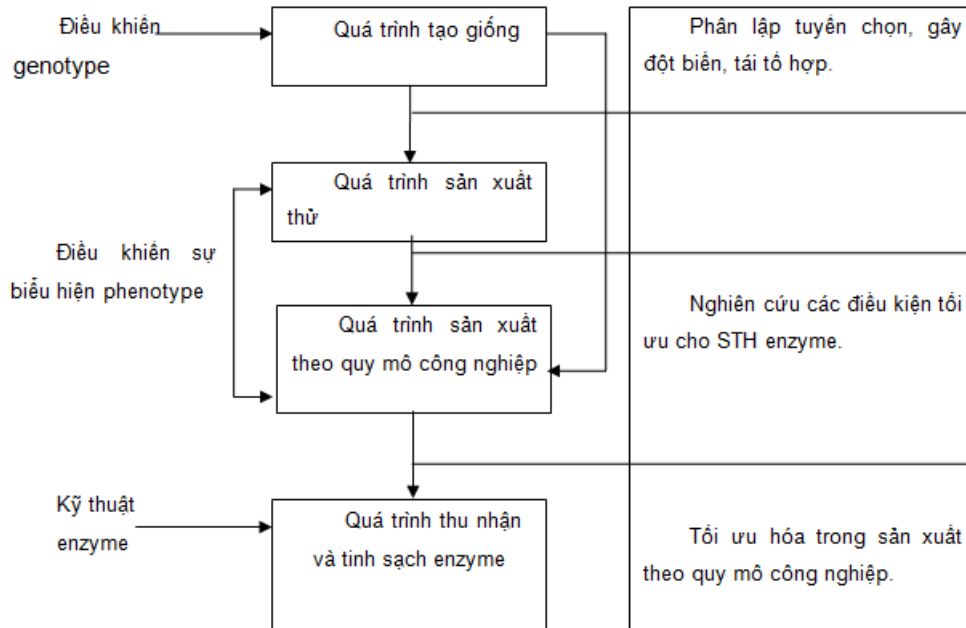 Điều khiển
genotype
Quá trình tạo giống
Phân lập tuyển chọn, gây
đột biến, tái tổ hợp.
Quá trình sản xuất
thử
Điều khiển sự
biểu hiện phenotype
Quá trình sản xuất
theo quy mô công nghiệp
Nghiên cứu các điều kiện tối
ưu cho STH enzyme.
Kỹ thuật
enzyme
Quá trình thu nhận
và tinh sạch enzyme
Tối ưu hóa trong sản xuất
theo quy mô công nghiệp.